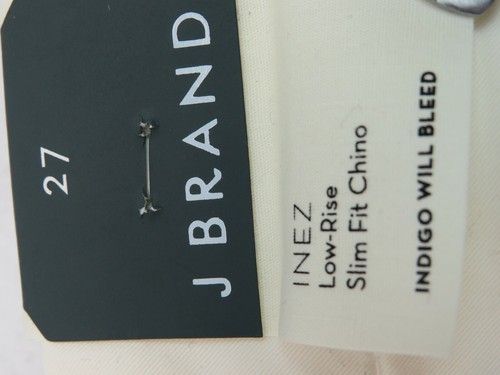 J BRAND
27
INEZ
Low-Rise
Slim Fit Chino
INDIGO WILL BLEED